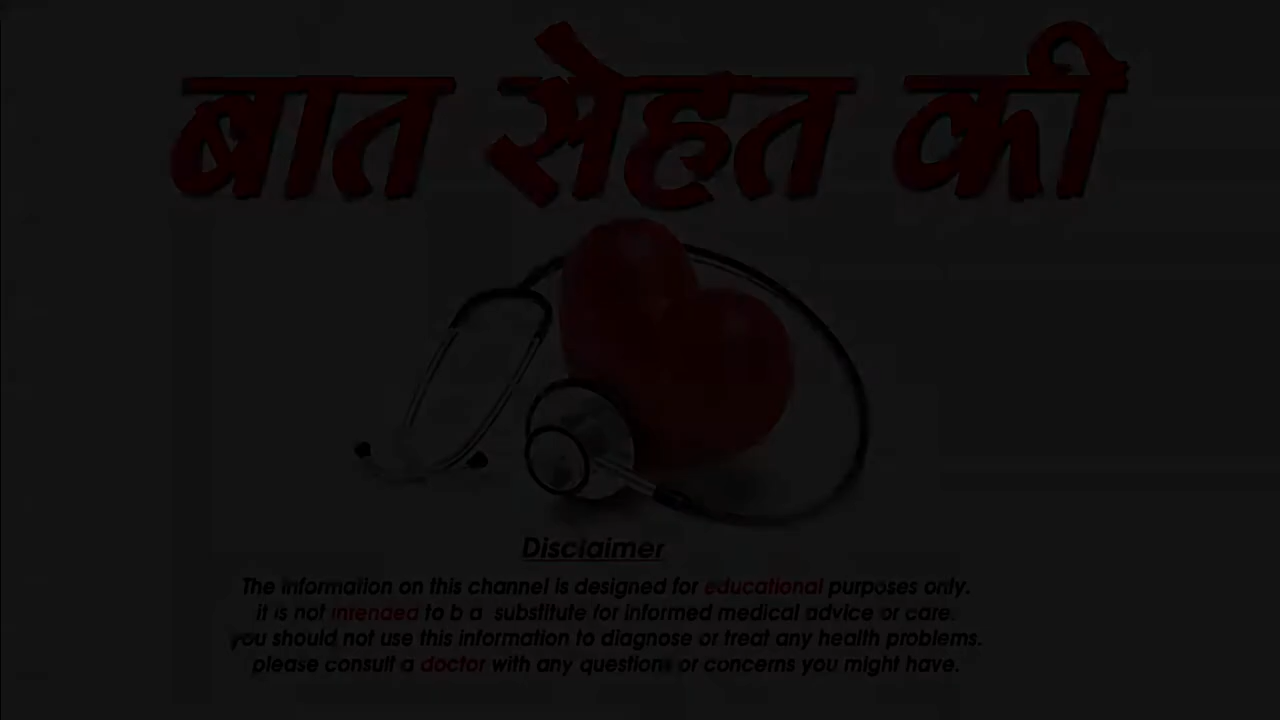 बात सेहत की
Disclaimer
The information on this channel is designed for educational purposes only.
it is not intended to b a substitute for informed medical advice or care.
you should not use this information to diagnose or treat any health problems.
please consult a doctor with any questions or concerns you might have.